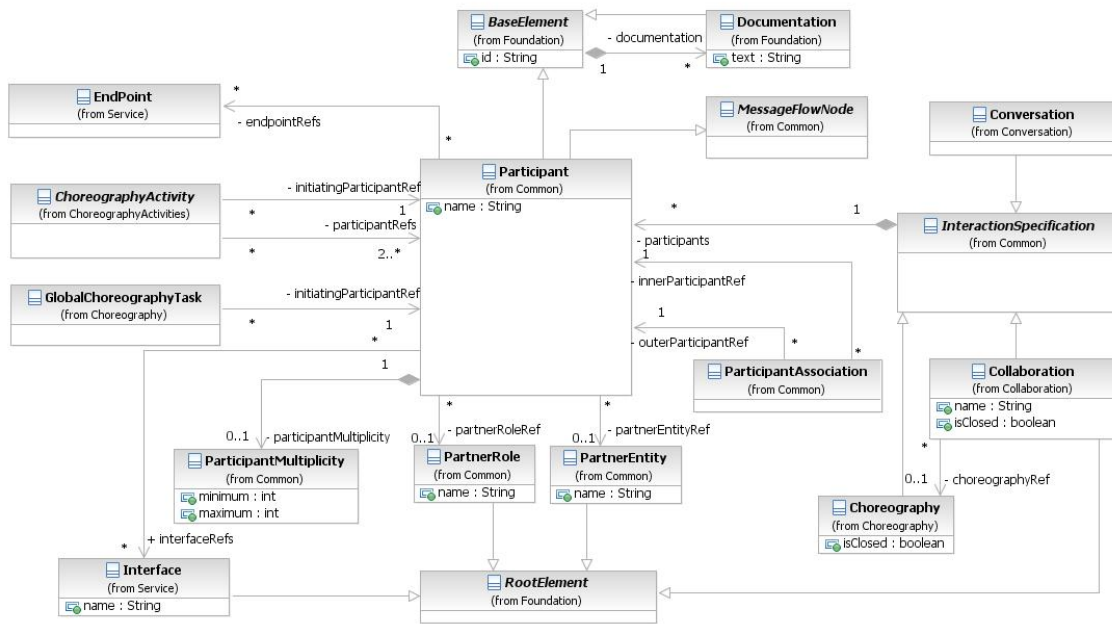 BaseElement
(from Foundation)
id : String
Documentation
(from Foundation)
text : String
- documentation
1
*
EndPoint
(from Service)
*
- endpointRefs
*
MessageFlowNode
(from Common)
Conversation
(from Conversation)
Participant
(from Common)
name : String
ChoreographyActivity
(from ChoreographyActivities)
- initiatingParticipantRef
*
1
- participantRefs
*
2..*
*
1
- participants
InteractionSpecification
(from Common)
1
- innerParticipantRef
*
GlobalChoreographyTask
(from Choreography)
- initiatingParticipantRef
*
1
1
- outerParticipantRef
*
ParticipantAssociation
(from Common)
Collaboration
(from Collaboration)
name : String
isClosed : boolean
*
1
0..1
- participantMultiplicity
*
0..1
- partnerRoleRef
*
0..1
- partnerEntityRef
ParticipantMultiplicity
(from Common)
minimum : int
maximum : int
PartnerRole
(from Common)
name : String
PartnerEntity
(from Common)
name : String
*
0..1
- choreographyRef
Choreography
(from Choreography)
isClosed : boolean
+ interfaceRefs
*
Interface
(from Service)
name : String
RootElement
(from Foundation)